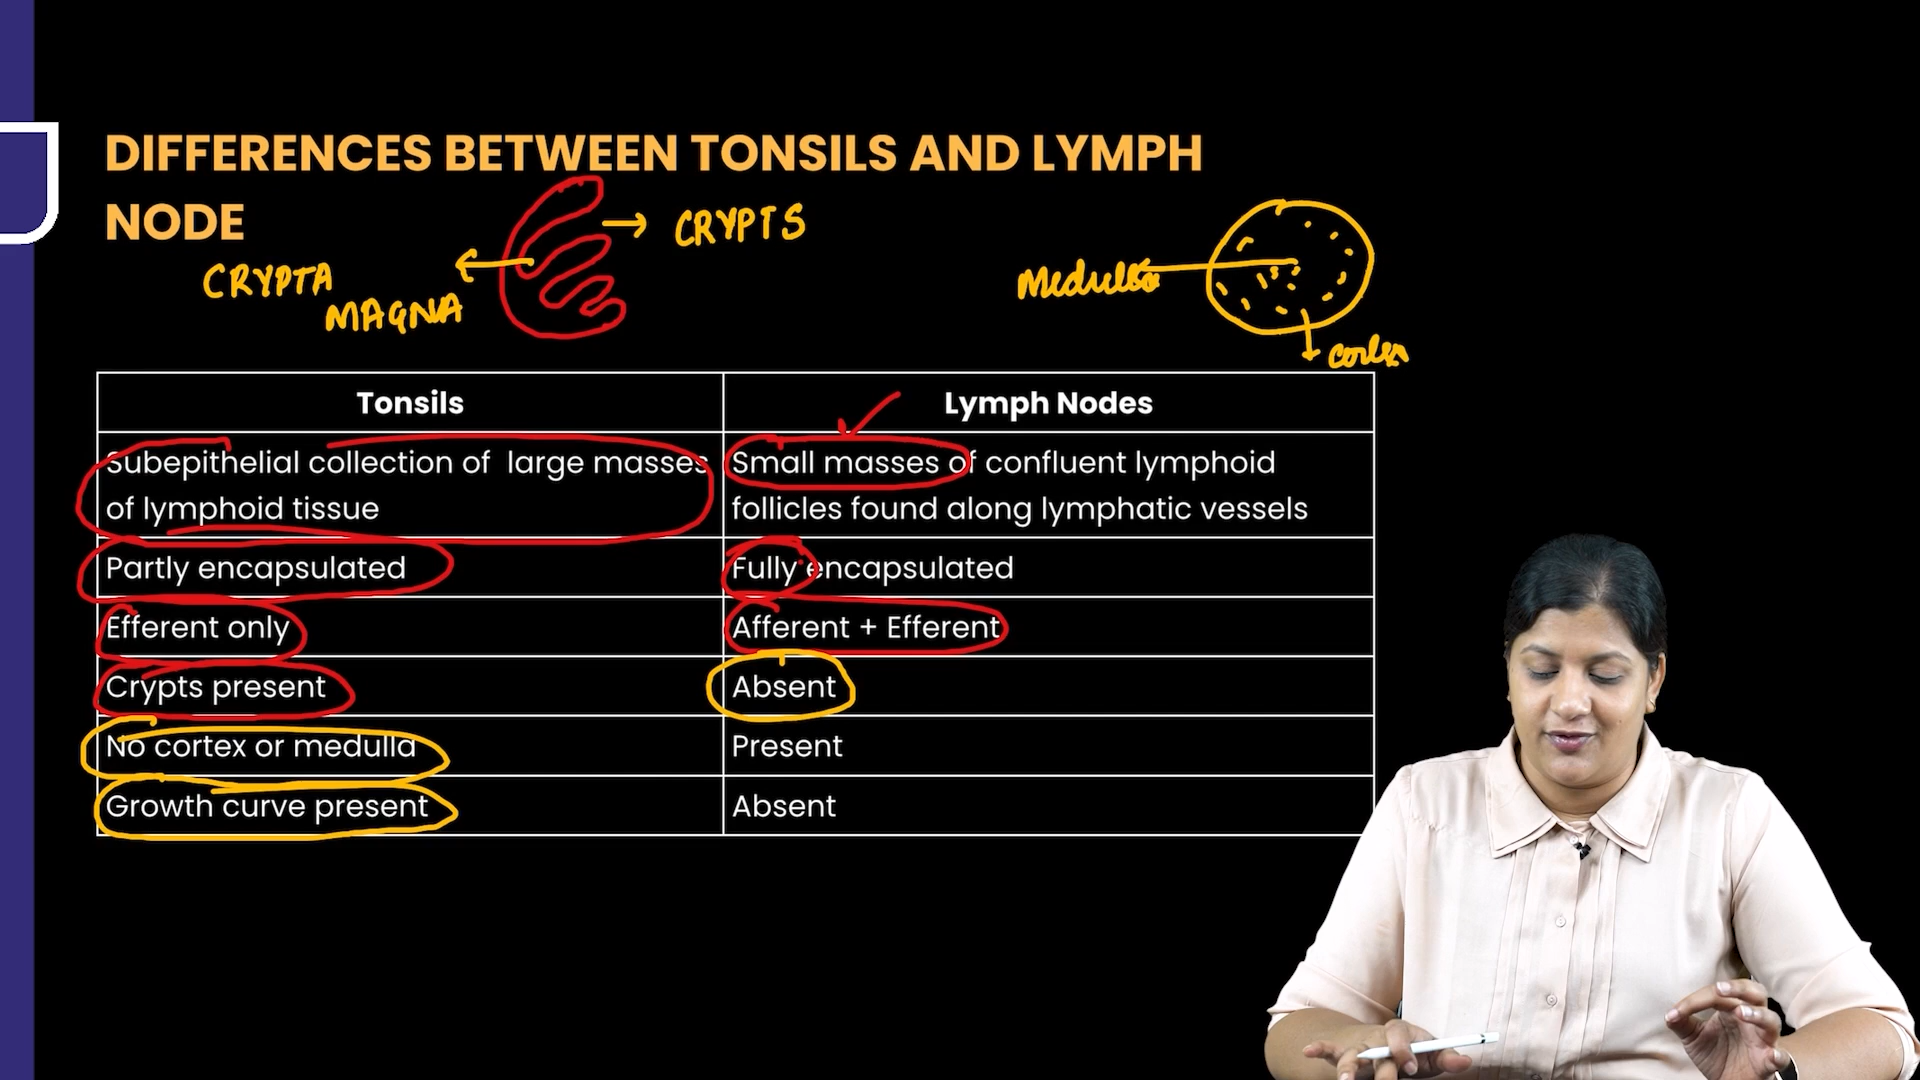 DIFFERENCES BETWEEN TONSILS AND LYMPH
NODE
CRYPTS
CRYPTA
MAGNA
Medulla
cortex
Tonsils
Lymph Nodes
Subepithelial collection of large masses
of lymphoid tissue
Small masses of confluent lymphoid
follicles found along lymphatic vessels
Partly encapsulated
Fully encapsulated
Efferent only
Afferent + Efferent
Crypts present
Absent
No cortex or medulla
Present
Growth curve present
Absent